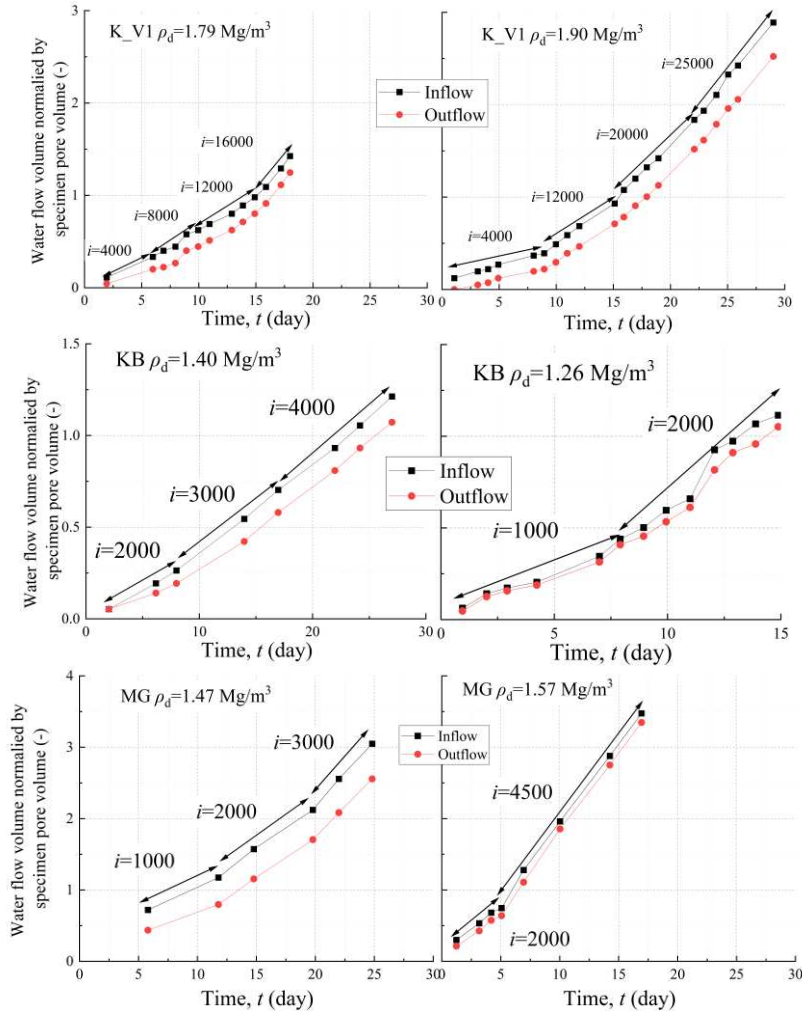 Water flow volume normalied by
specimen pore volume (-)
3
2
1
0
K_V1 ρd=1.79 Mg/m³
i=4000
i=8000
i=12000
i=16000
0 5 10 15 20 25 30
Time, t (day)
Inflow
Outflow
K_V1 ρd=1.90 Mg/m³
i=4000
i=12000
i=20000
i=25000
0 5 10 15 20 25 30
Time, t (day)
Water flow volume normalied by
specimen pore volume (-)
1.5
1.0
0.5
0.0
KB ρd=1.40 Mg/m³
i=2000
i=3000
i=4000
0 10 20 30
Time, t (day)
Inflow
Outflow
KB ρd=1.26 Mg/m³
i=1000
i=2000
0 5 10 15
Time, t (day)
Water flow volume normalied by
specimen pore volume (-)
4
3
2
1
0
MG ρd=1.47 Mg/m³
i=1000
i=2000
i=3000
0 5 10 15 20 25 30
Time, t (day)
Inflow
Outflow
MG ρd=1.57 Mg/m³
i=4500
i=2000
0 5 10 15 20 25 30
Time, t (day)